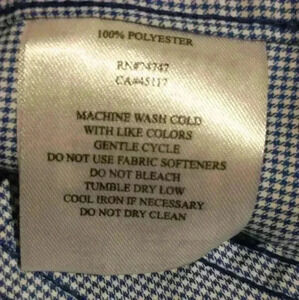 100% POLYESTER
RN#74747
CA#45117
MACHINE WASH COLD
WITH LIKE COLORS
GENTLE CYCLE
DO NOT USE FABRIC SOFTENERS
DO NOT BLEACH
TUMBLE DRY LOW
COOL IRON IF NECESSARY
DO NOT DRY CLEAN